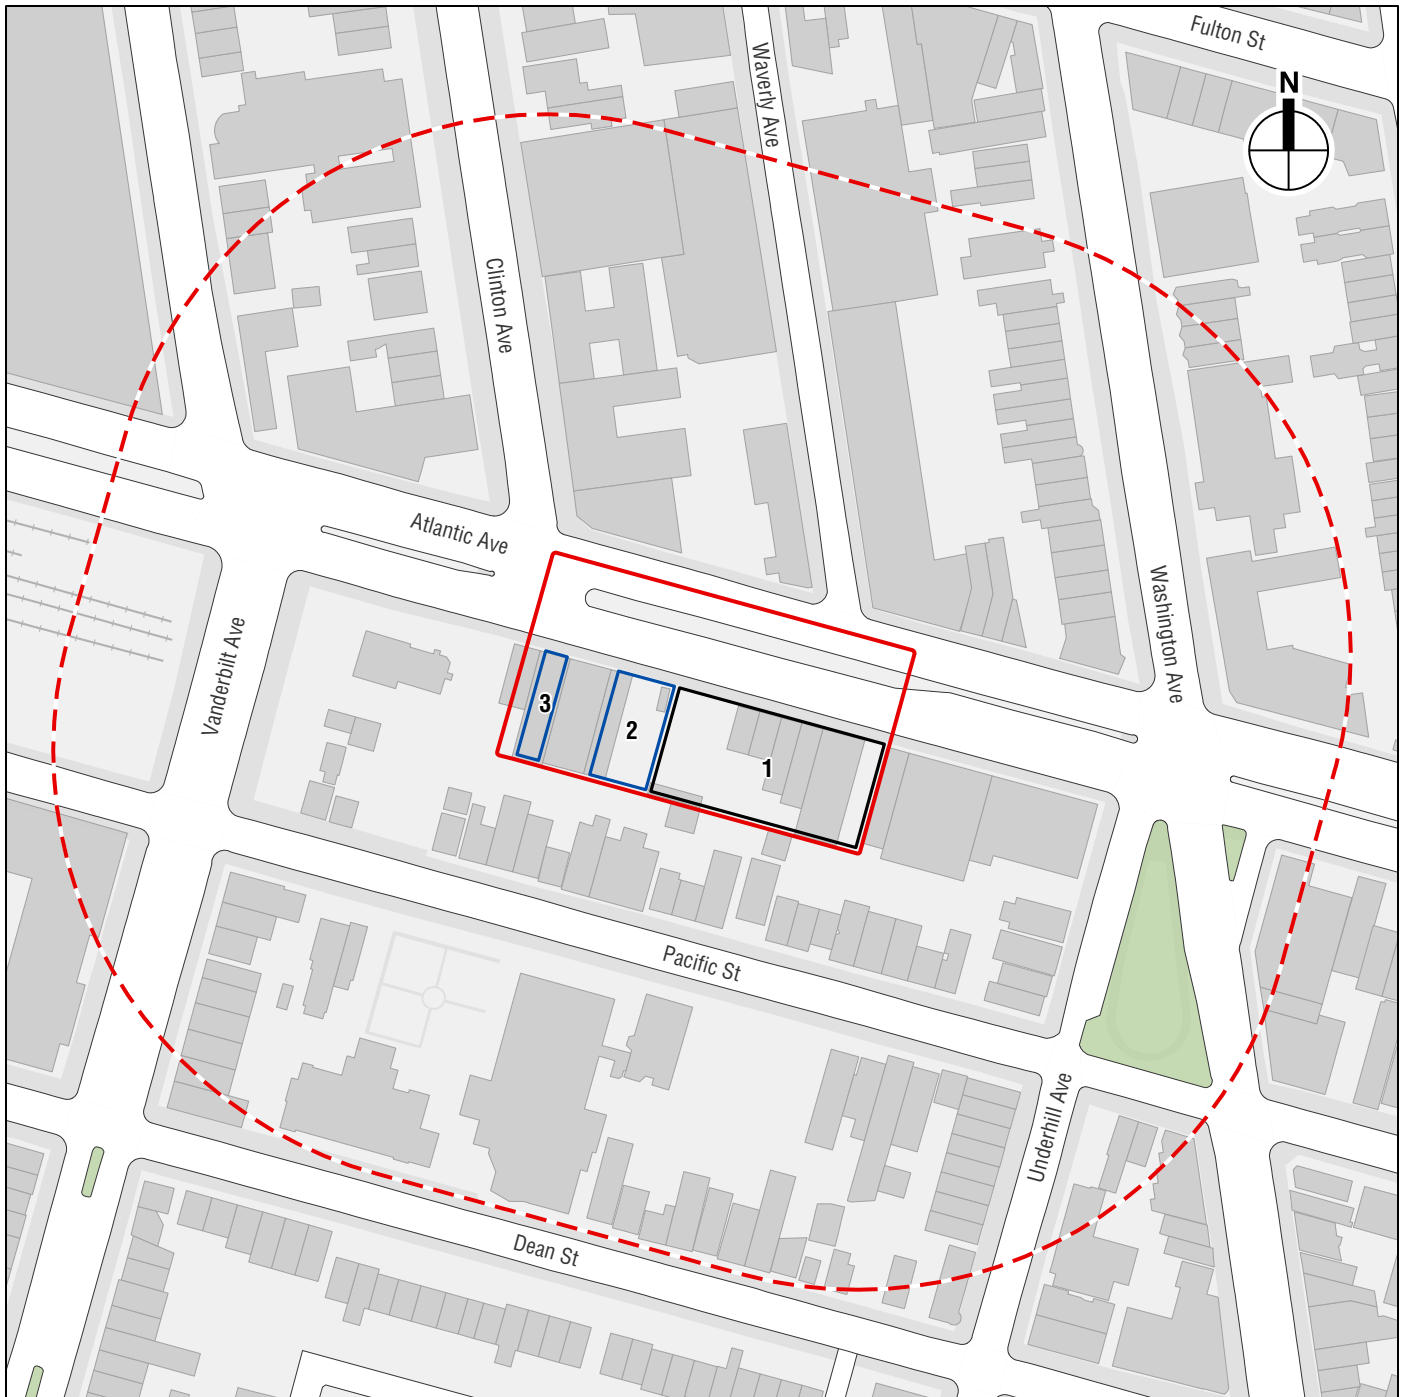 Fulton St
N
Waverly Ave
Clinton Ave
Atlantic Ave
Washington Ave
Vanderbilt Ave
3
2
1
Pacific St
Underhill Ave
Dean St